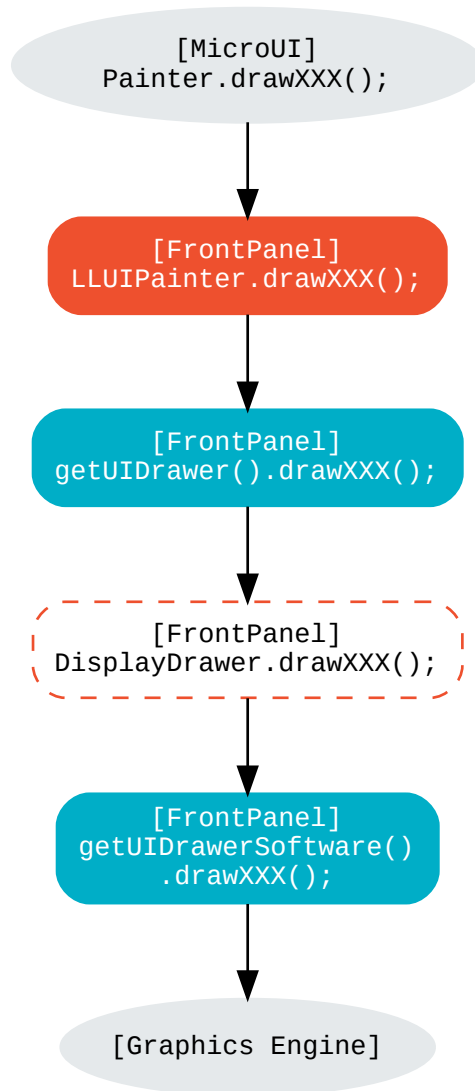 [MicroUI]
Painter.drawXXX();
[FrontPanel]
LLUIPainter.drawXXX();
[FrontPanel]
getUIDrawer().drawXXX();
[FrontPanel]
DisplayDrawer.drawXXX();
[FrontPanel]
getUIDrawerSoftware()
.drawXXX();
[Graphics Engine]